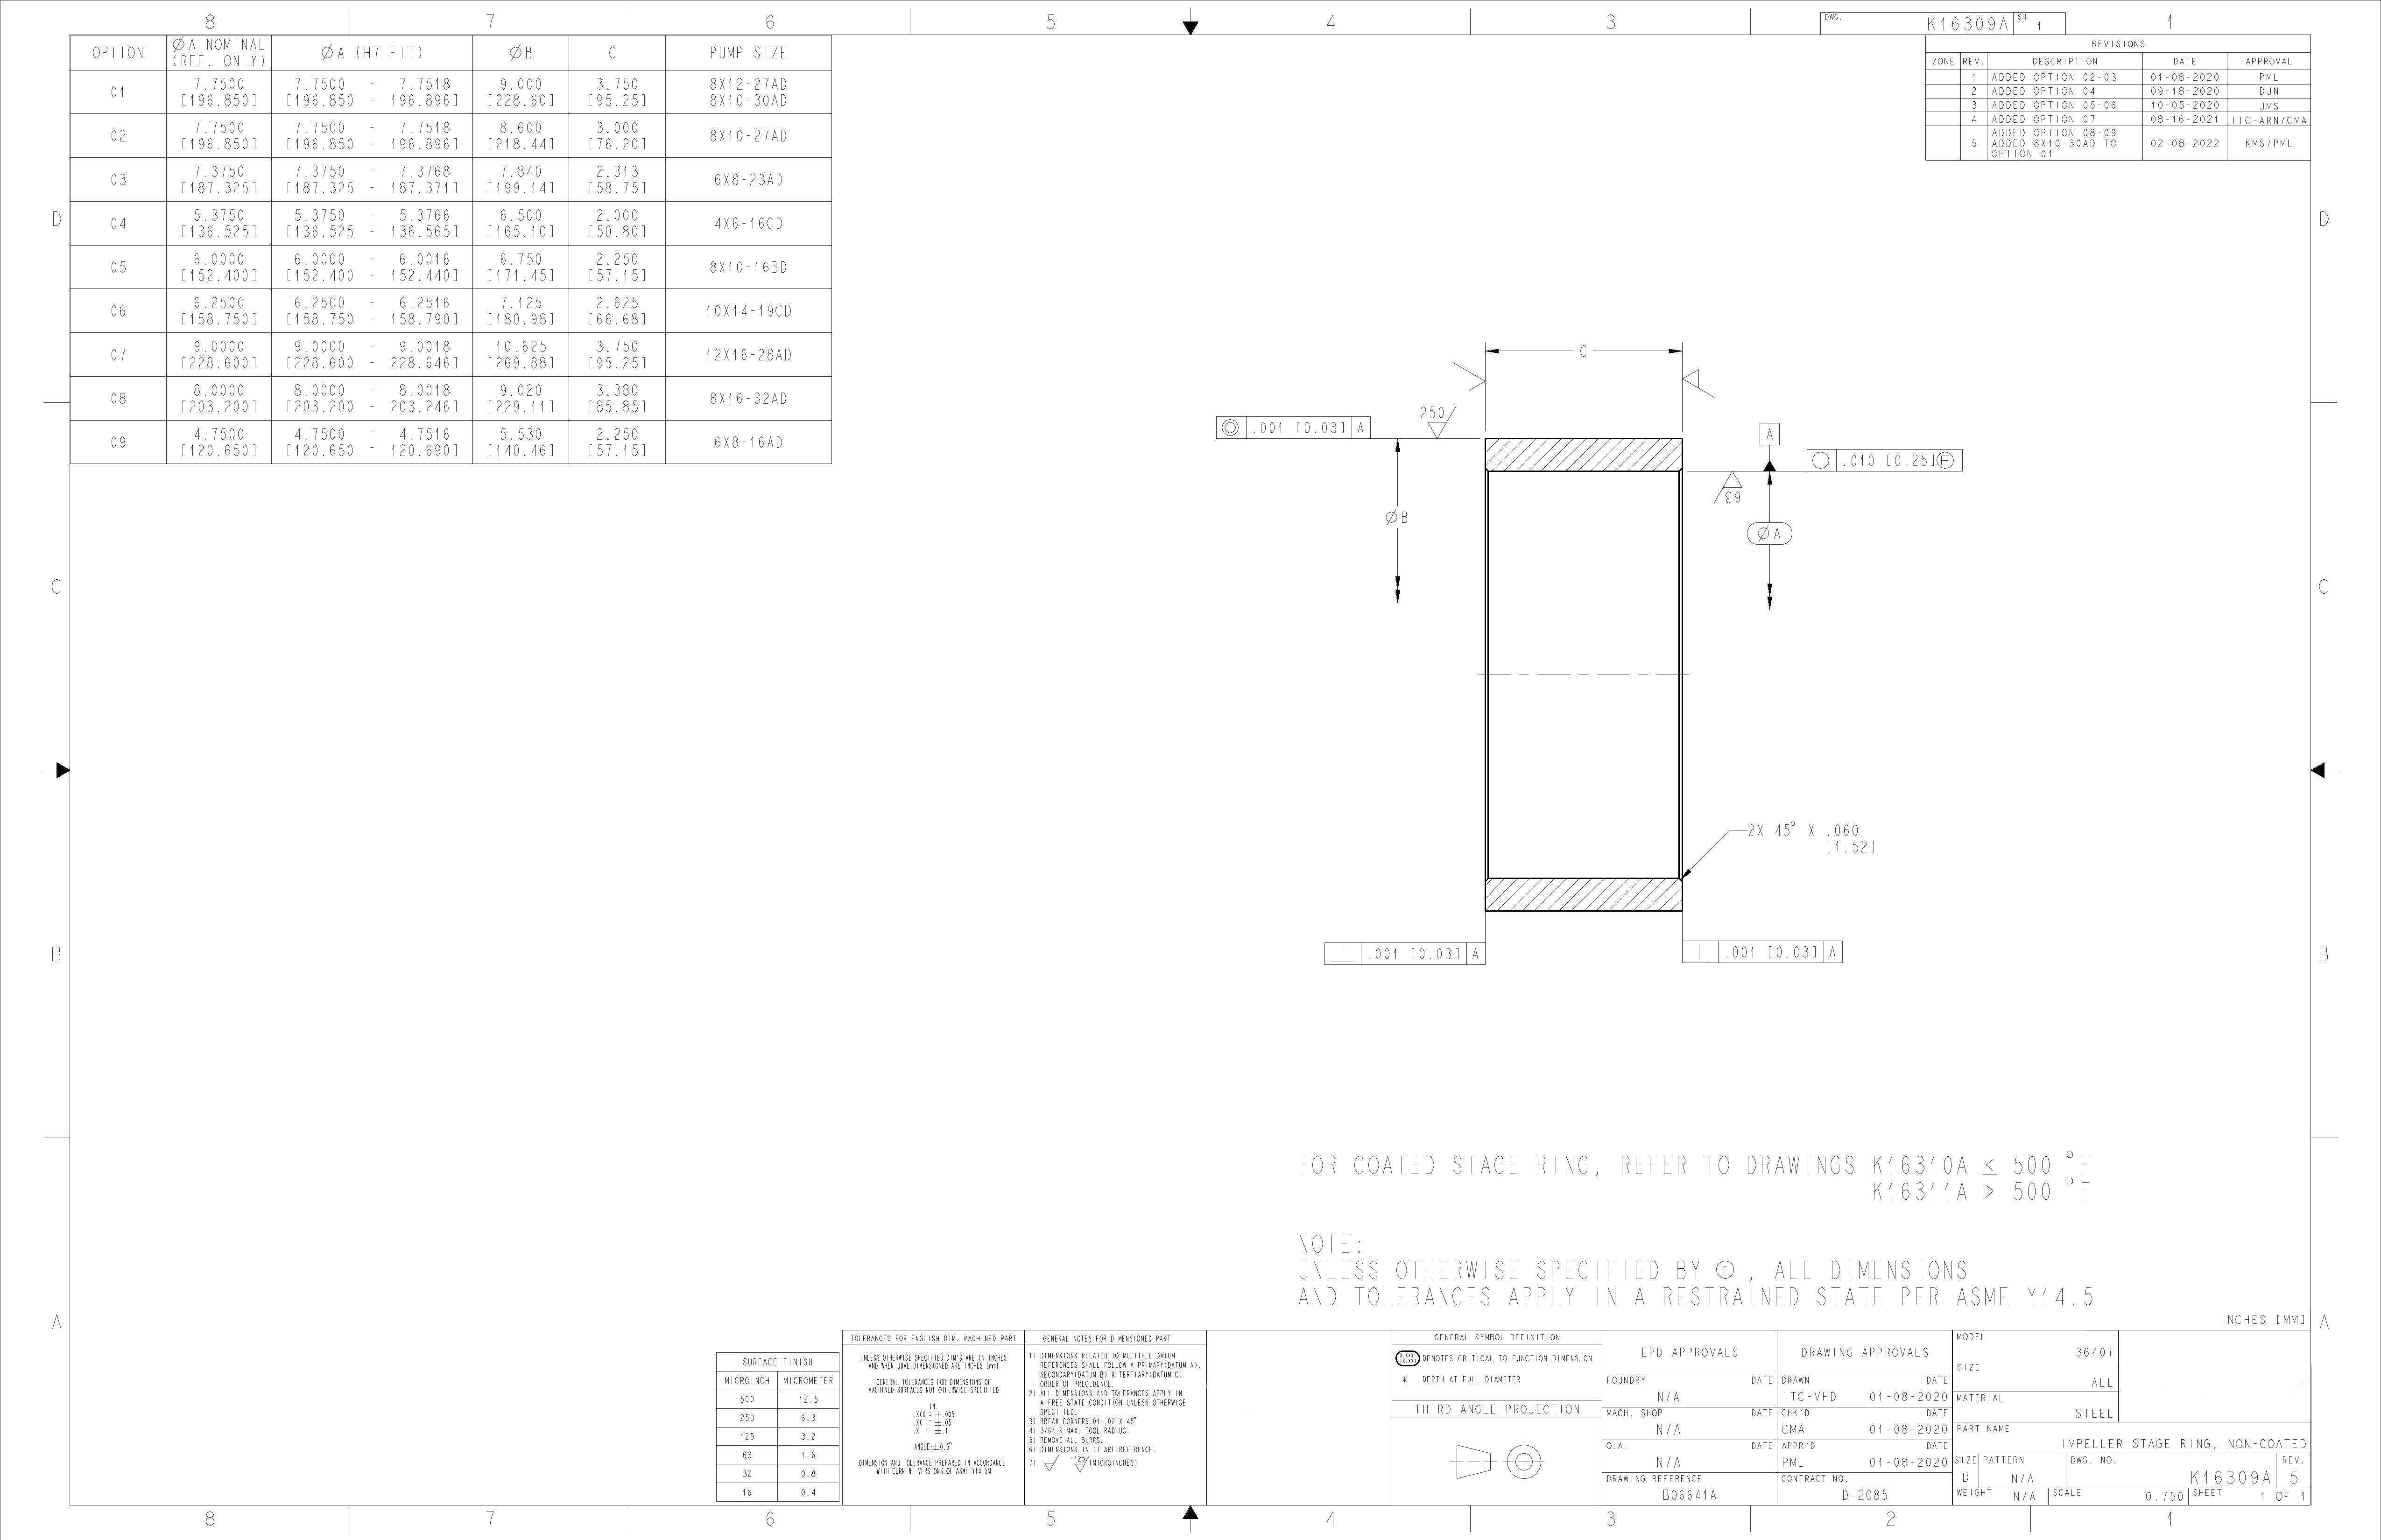 8 7 6 5 4 3 1
DWG. K16309A SH. 1
OPTION ØA NOMINAL (REF. ONLY) ØA (H7 FIT) ØB C PUMP SIZE
01 7.7500 7.7500 - 7.7518 9.000 3.750 8X12-27AD
[196.850] [196.850 - 196.896] [228.60] [95.25] 8X10-30AD
02 7.7500 7.7500 - 7.7518 8.600 3.000 8X10-27AD
[196.850] [196.850 - 196.896] [218.44] [76.20]
03 7.3750 7.3750 - 7.3768 7.840 2.313 6X8-23AD
[187.325] [187.325 - 187.371] [199.14] [58.75]
04 5.3750 5.3750 - 5.3766 6.500 2.000 4X6-16CD
[136.525] [136.525 - 136.565] [165.10] [50.80]
05 6.0000 6.0000 - 6.0016 6.750 2.250 8X10-16BD
[152.400] [152.400 - 152.440] [171.45] [57.15]
06 6.2500 6.2500 - 6.2516 7.125 2.625 10X14-19CD
[158.750] [158.750 - 158.790] [180.98] [66.68]
07 9.0000 9.0000 - 9.0018 10.625 3.750 12X16-28AD
[228.600] [228.600 - 228.646] [269.88] [95.25]
08 8.0000 8.0000 - 8.0018 9.020 3.380 8X16-32AD
[203.200] [203.200 - 203.246] [229.11] [85.85]
09 4.7500 4.7500 - 4.7516 5.530 2.250 6X8-16AD
[120.650] [120.650 - 120.690] [140.46] [57.15]
REVISIONS
ZONE REV. DESCRIPTION DATE APPROVAL
1 ADDED OPTION 02-03 01-08-2020 PML
2 ADDED OPTION 04 09-18-2020 DJN
3 ADDED OPTION 05-06 10-05-2020 JMS
4 ADDED OPTION 07 08-16-2021 ITC-ARN/CMA
5 ADDED OPTION 08-09
ADDED 8X10-30AD TO
OPTION 01 02-08-2022 KMS/PML
D D
C
.001 [0.03] A
250
A
.010 [0.25] F
63
ØB
ØA
C C
2X 45° X .060
[1.52]
.001 [0.03] A
.001 [0.03] A
B B
FOR COATED STAGE RING, REFER TO DRAWINGS K16310A ≤ 500 °F
K16311A > 500 °F
NOTE:
UNLESS OTHERWISE SPECIFIED BY Ⓕ , ALL DIMENSIONS
AND TOLERANCES APPLY IN A RESTRAINED STATE PER ASME Y14.5
A A
INCHES [MM]
SURFACE FINISH
MICROINCH MICROMETER
500 12.5
250 6.3
125 3.2
63 1.6
32 0.8
16 0.4
TOLERANCES FOR ENGLISH DIM. MACHINED PART
UNLESS OTHERWISE SPECIFIED DIM'S ARE IN INCHES
AND WHEN DUAL DIMENSIONED ARE INCHES [mm]
GENERAL TOLERANCES FOR DIMENSIONS OF
MACHINED SURFACES NOT OTHERWISE SPECIFIED
IN.
.XXX = ±.005
.XX = ±.05
.X = ±.1
ANGLE:±0.5°
DIMENSION AND TOLERANCE PREPARED IN ACCORDANCE
WITH CURRENT VERSIONS OF ASME Y14.5M
GENERAL NOTES FOR DIMENSIONED PART
1) DIMENSIONS RELATED TO MULTIPLE DATUM
REFERENCES SHALL FOLLOW A PRIMARY(DATUM A),
SECONDARY(DATUM B) & TERTIARY(DATUM C)
ORDER OF PRECEDENCE.
2) ALL DIMENSIONS AND TOLERANCES APPLY IN
A FREE STATE CONDITION UNLESS OTHERWISE
SPECIFIED.
3) BREAK CORNERS.01-.02 X 45°
4) 3/64 R MAX. TOOL RADIUS.
5) REMOVE ALL BURRS.
6) DIMENSIONS IN () ARE REFERENCE.
7) =125 (MICROINCHES)
GENERAL SYMBOL DEFINITION
X.XXX
[X.XX] DENOTES CRITICAL TO FUNCTION DIMENSION
DEPTH AT FULL DIAMETER
THIRD ANGLE PROJECTION
EPD APPROVALS
FOUNDRY DATE
N/A
MACH. SHOP DATE
N/A
Q.A. DATE
N/A
DRAWING REFERENCE
B06641A
DRAWING APPROVALS
DRAWN DATE
ITC-VHD 01-08-2020
CHK'D DATE
CMA 01-08-2020
APPR'D DATE
PML 01-08-2020
CONTRACT NO.
D-2085
MODEL
3640i
SIZE
ALL
MATERIAL
STEEL
PART NAME
IMPELLER STAGE RING, NON-COATED
SIZE D PATTERN N/A DWG. NO. K16309A REV. 5
WEIGHT N/A SCALE 0.750 SHEET 1 OF 1
8 7 6 5 4 3 2 1